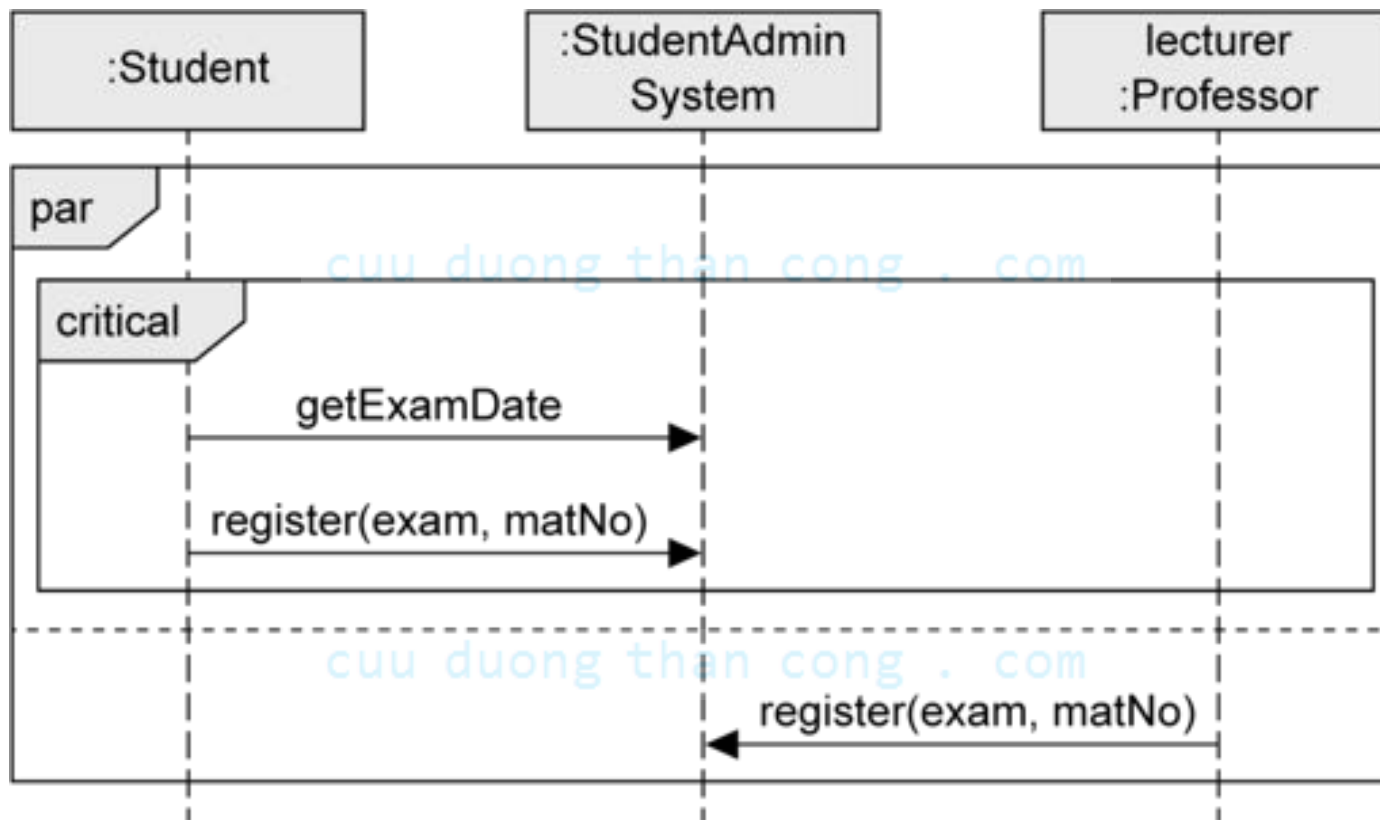 :Student
:StudentAdmin
System
lecturer
:Professor
par
cuu duong than cong . com
critical
getExamDate
register(exam, matNo)
cuu duong than cong . com
register(exam, matNo)